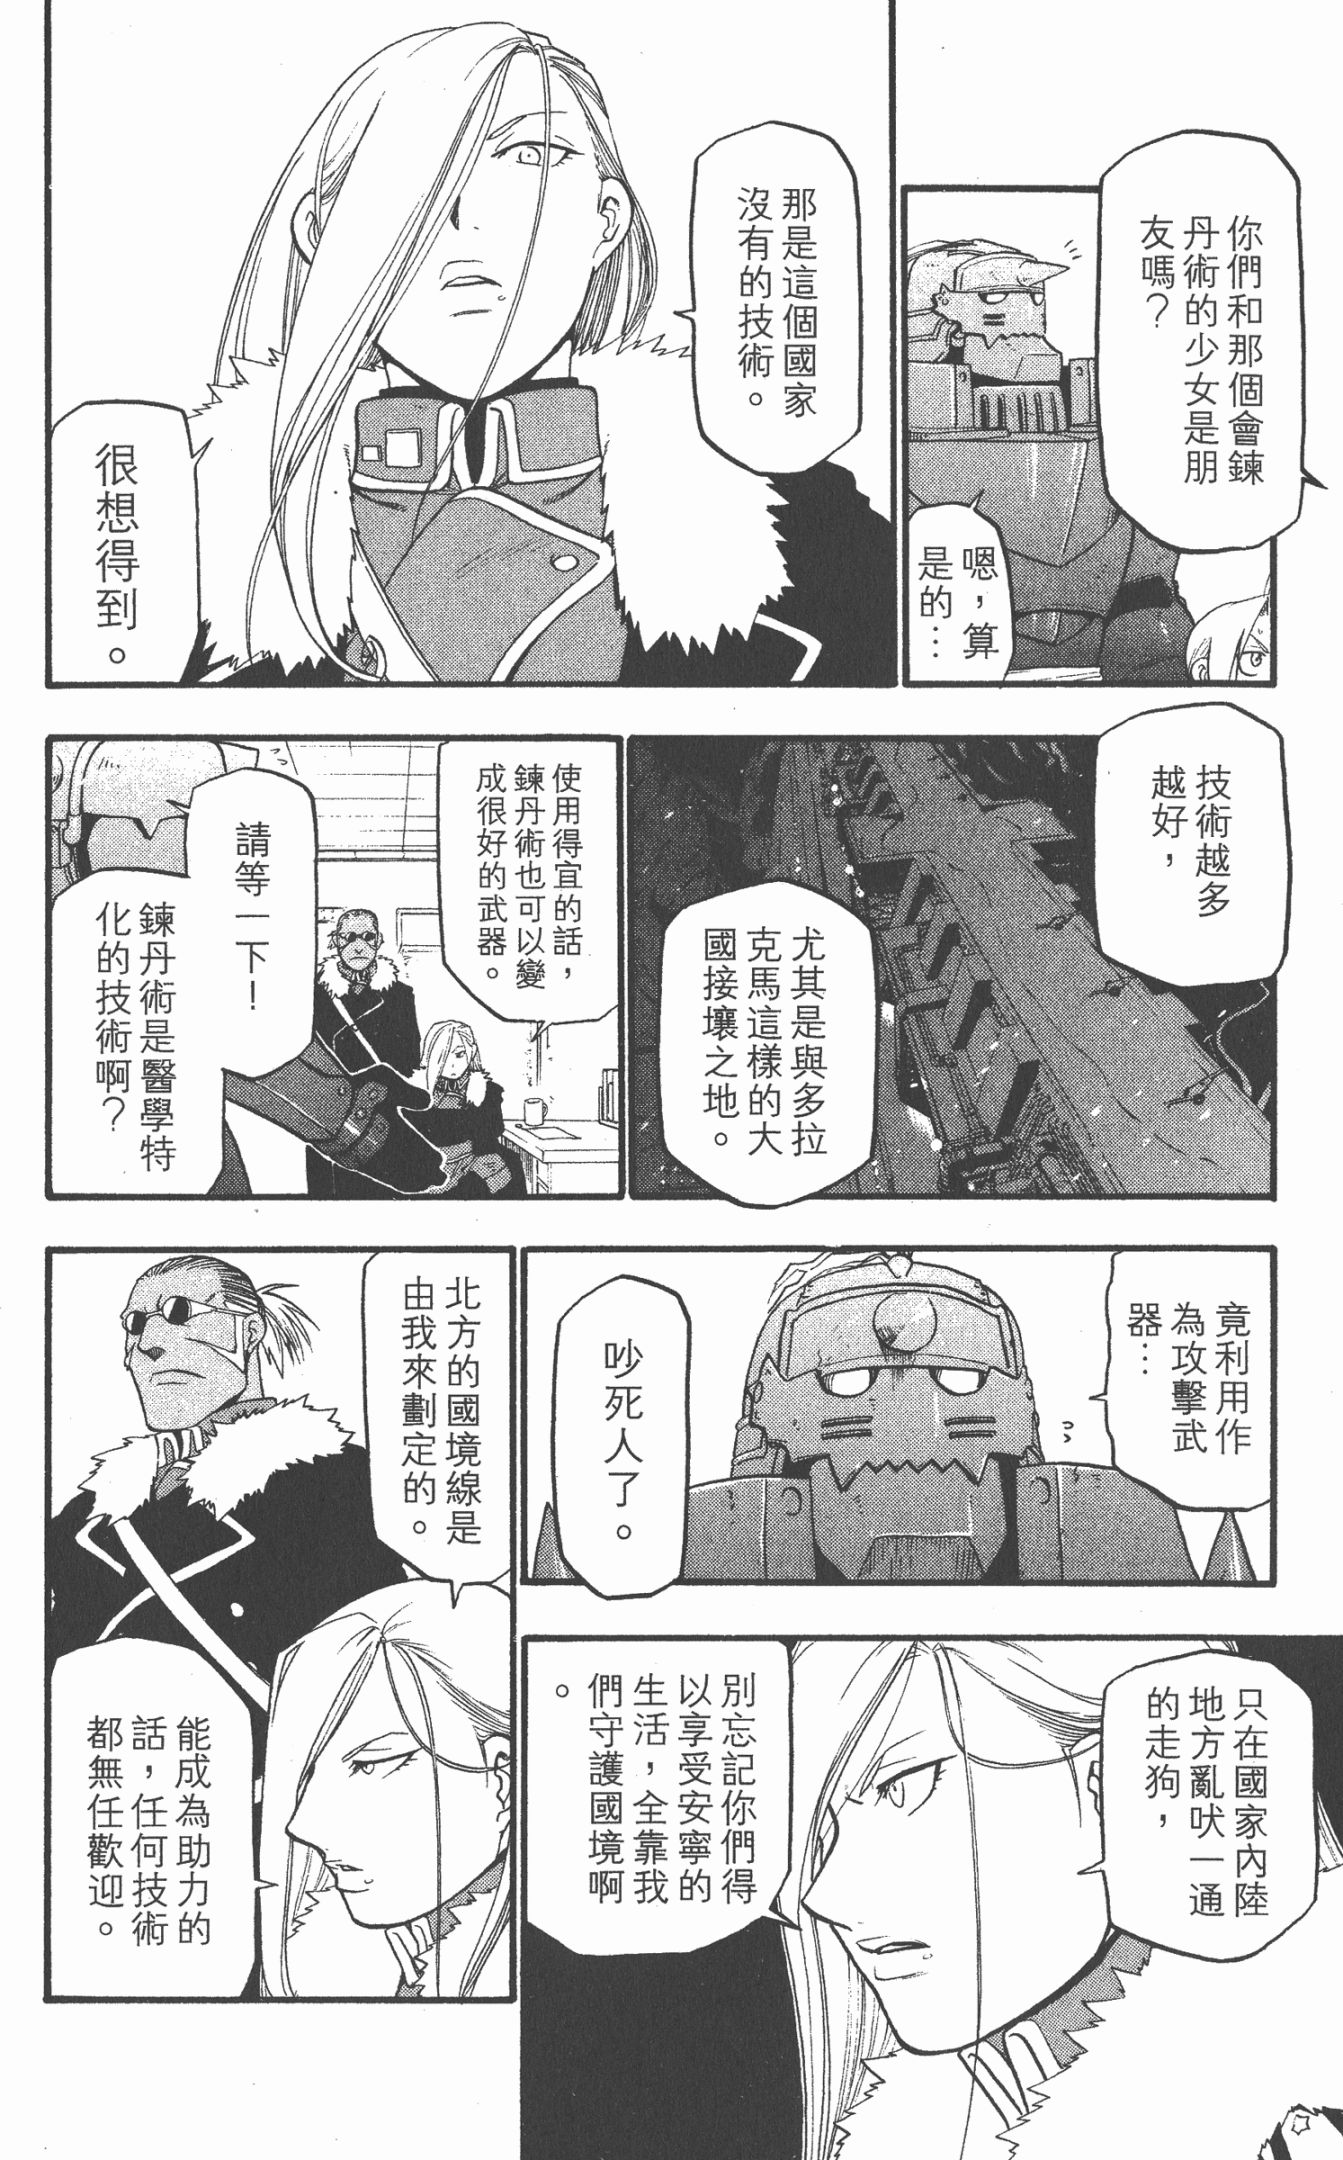 你們和那個會鍊
丹術的少女是朋
友嗎？
嗯，算
是的…
那是這個國家
沒有的技術。
很想得到。
技術越多
越好，
尤其是與多拉
克馬這樣的大
國接壤之地。
使用得宜的話，
鍊丹術也可以變
成很好的武器。
請等一下！
鍊丹術是醫學特
化的技術啊？
竟利用作
為攻擊武
器…
吵死人了。
只在國家內陸
地方亂吠一通
的走狗，
別忘記你們得
以享受安寧的
生活，全靠我
們守護國境啊
。
北方的國境線是
由我來劃定的。
能成為助力的
話，任何技術
都無任歡迎。